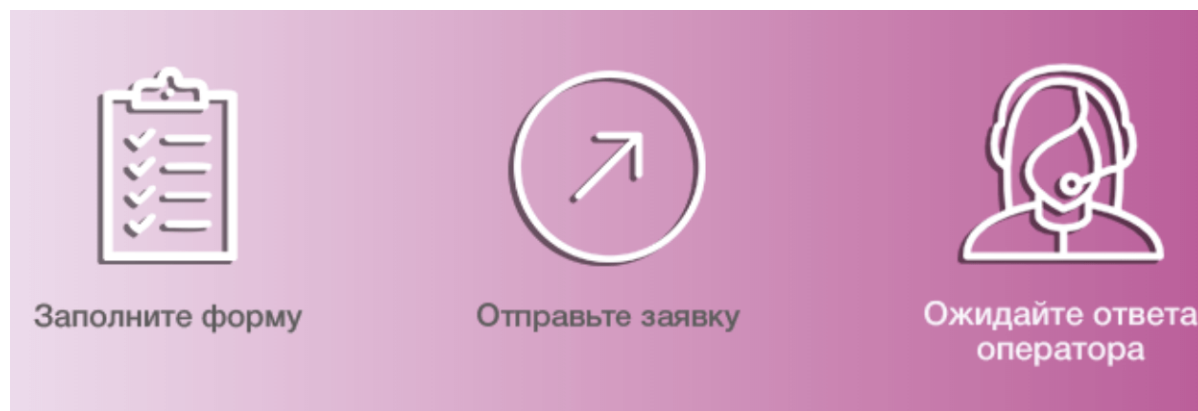 Заполните форму
Отправьте заявку
Ожидайте ответа
оператора